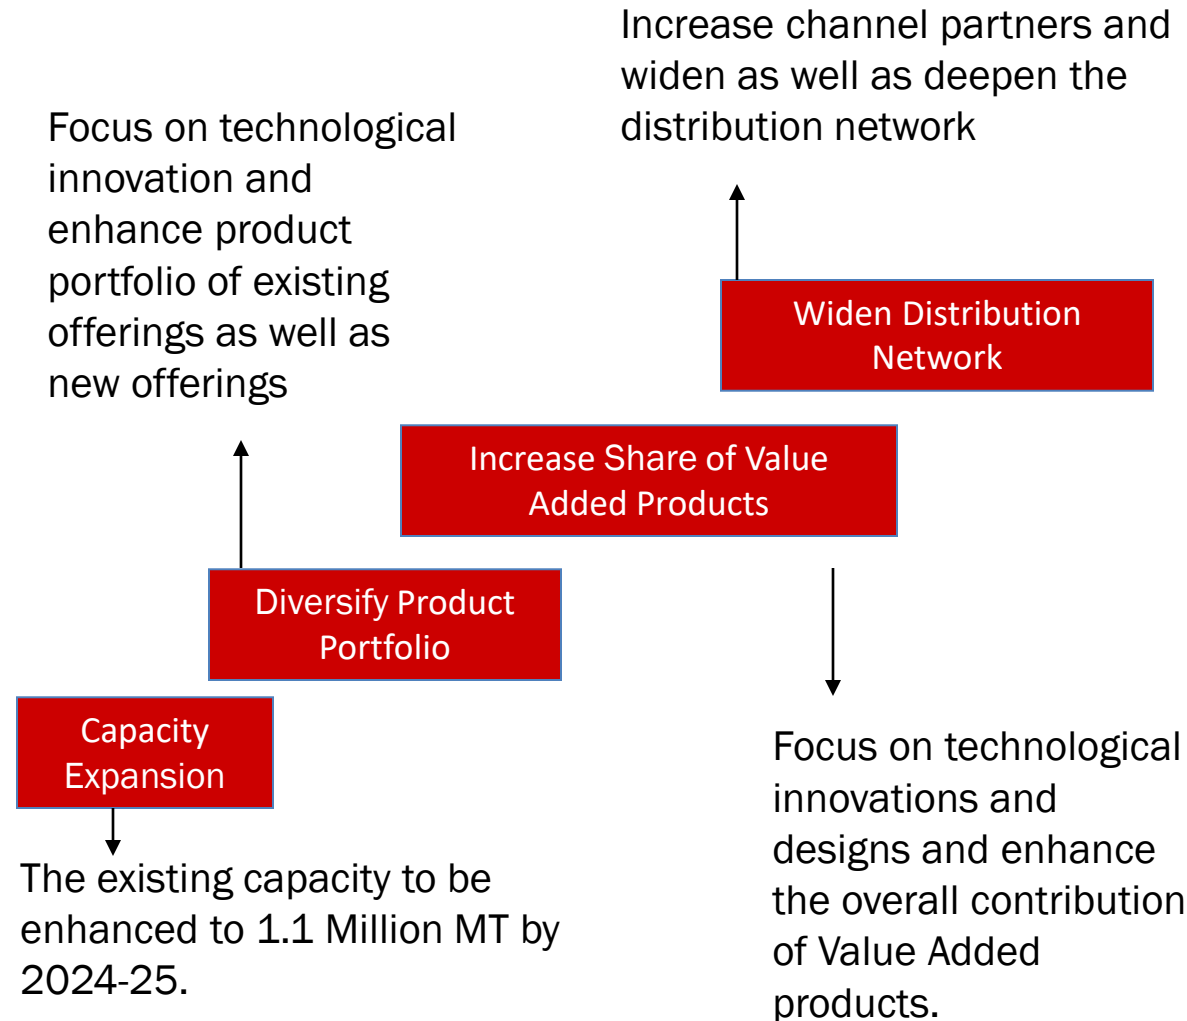 Increase channel partners and
widen as well as deepen the
distribution network
Focus on technological
innovation and
enhance product
portfolio of existing
offerings as well as
new offerings
Widen Distribution
Network
Increase Share of Value
Added Products
Diversify Product
Portfolio
Capacity
Expansion
The existing capacity to be
enhanced to 1.1 Million MT by
2024-25.
Focus on technological
innovations and
designs and enhance
the overall contribution
of Value Added
products.